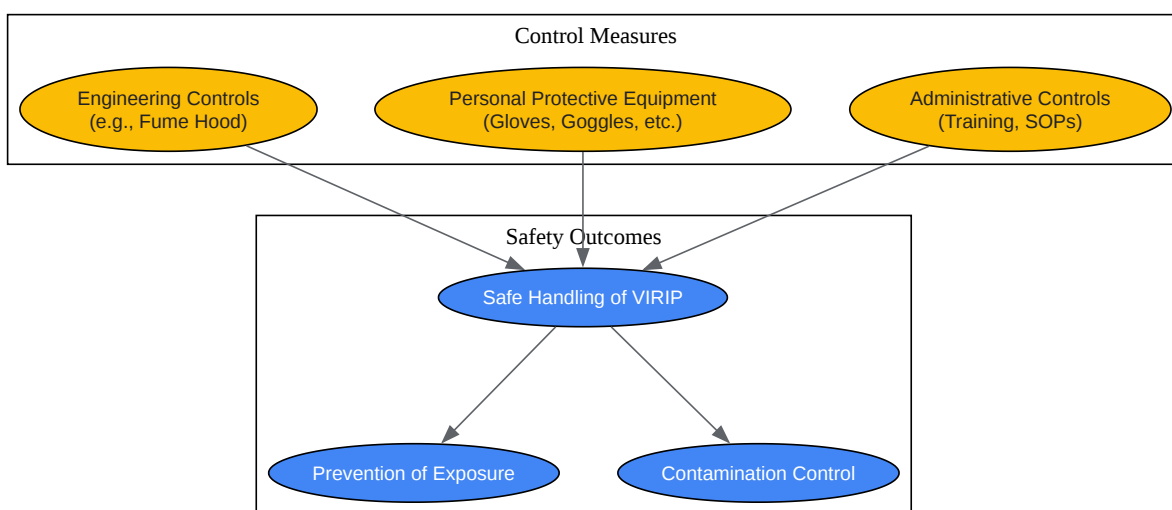 Control Measures
Engineering Controls
(e.g., Fume Hood)
Personal Protective Equipment
(Gloves, Goggles, etc.)
Administrative Controls
(Training, SOPs)
Safety Outcomes
Safe Handling of VIRIP
Prevention of Exposure
Contamination Control